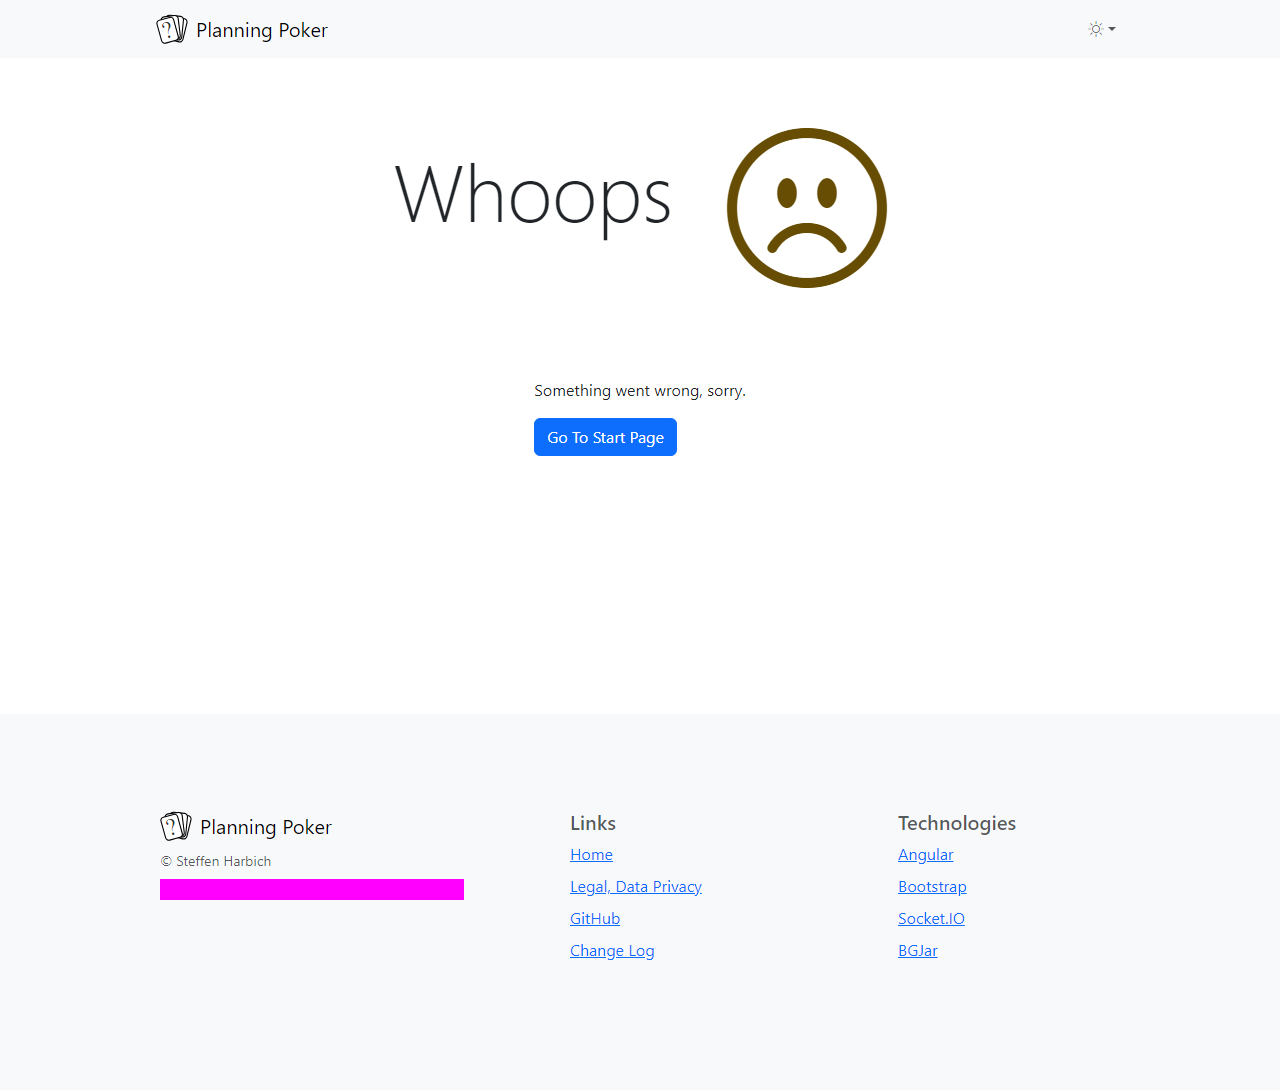 Planning Poker
Whoops
Something went wrong, sorry.
Go To Start Page
Planning Poker
© Steffen Harbich
Links
Home
Legal, Data Privacy
GitHub
Change Log
Technologies
Angular
Bootstrap
Socket.IO
BGJar